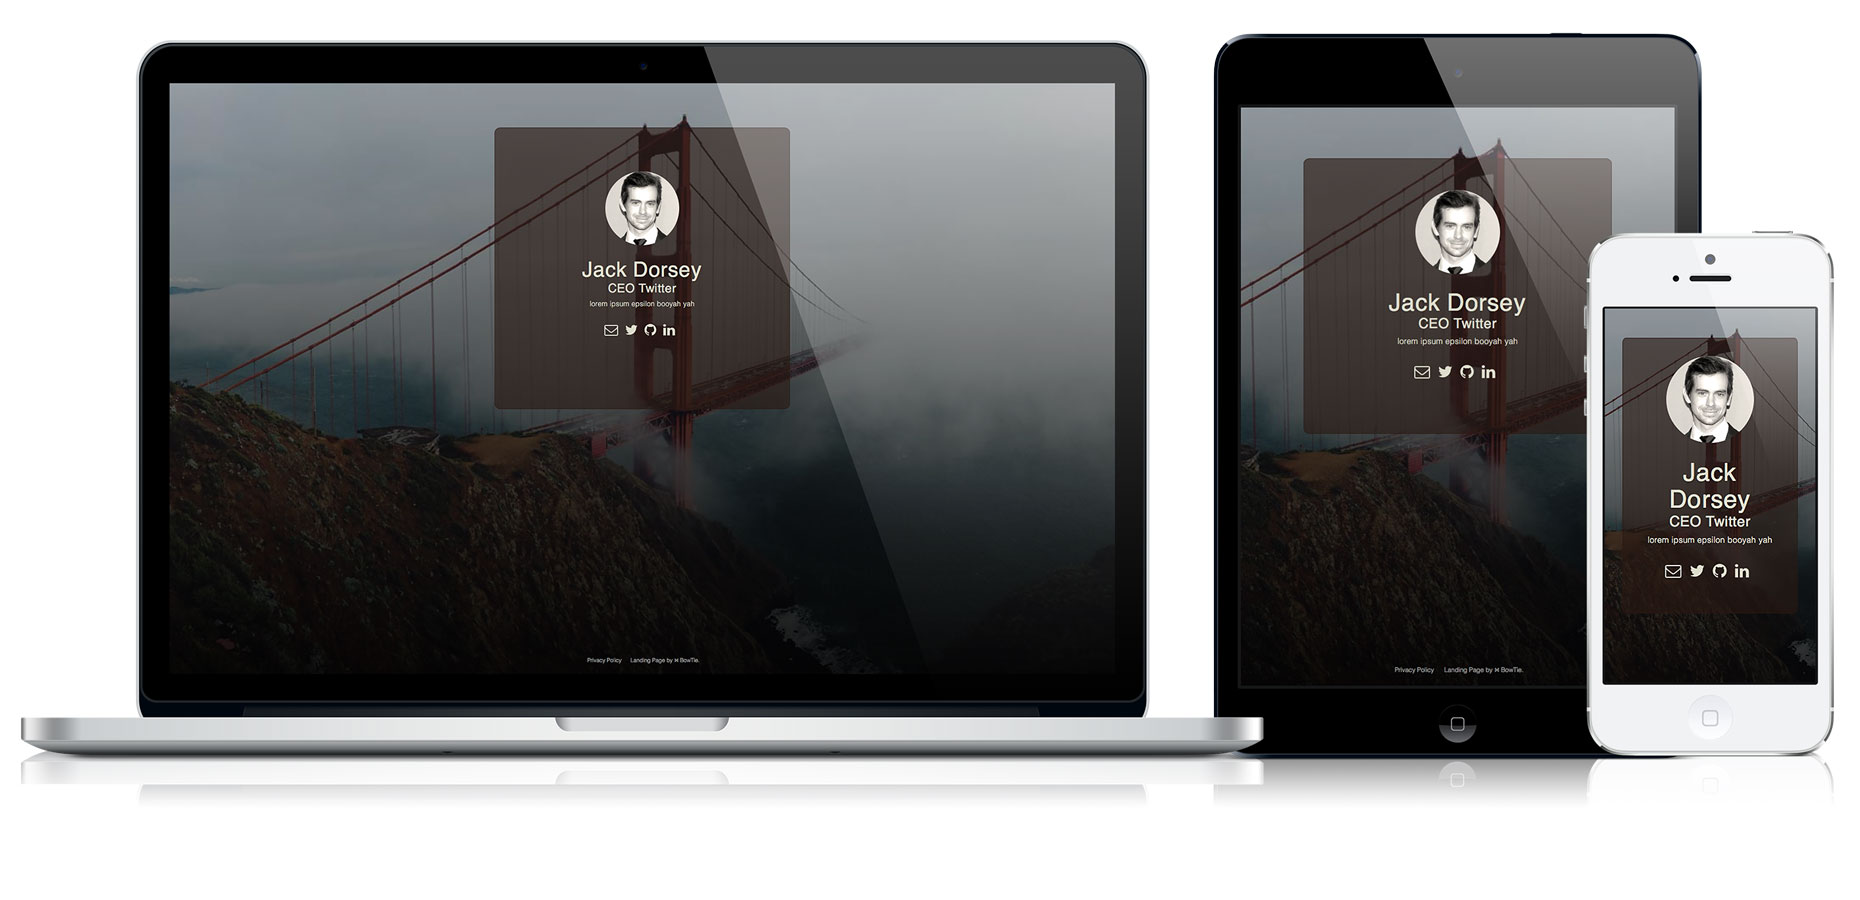 Jack Dorsey
CEO Twitter
lorem ipsum epsilon booyah yah
Privacy Policy Landing Page by BowTie.
Jack Dorsey
CEO Twitter
lorem ipsum epsilon booyah yah
Privacy Policy Landing Page by BowTie.
Jack
Dorsey
CEO Twitter
lorem ipsum epsilon booyah yah